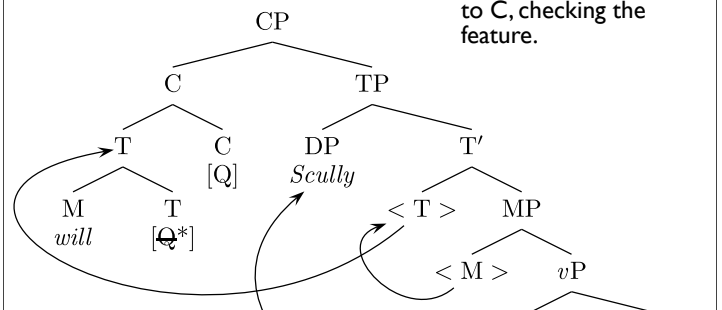 to C, checking the
feature.
CP
C TP
T C DP T′
[Q] Scully
M T < T > MP
will [Q*]
< M > vP